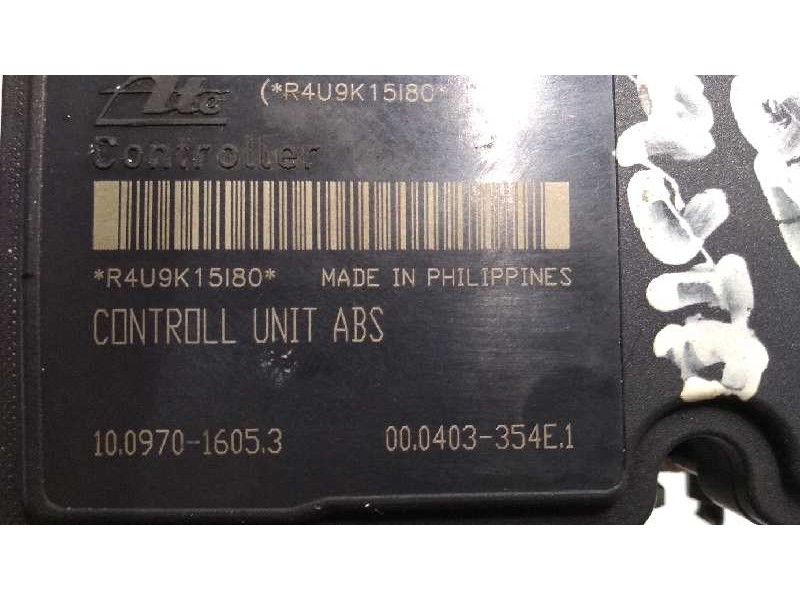 Ate (*R4U9K15I80*
Controller
*R4U9K15I80* MADE IN PHILIPPINES
CONTROLL UNIT ABS
10.0970-1605.3 00.0403-354E.1